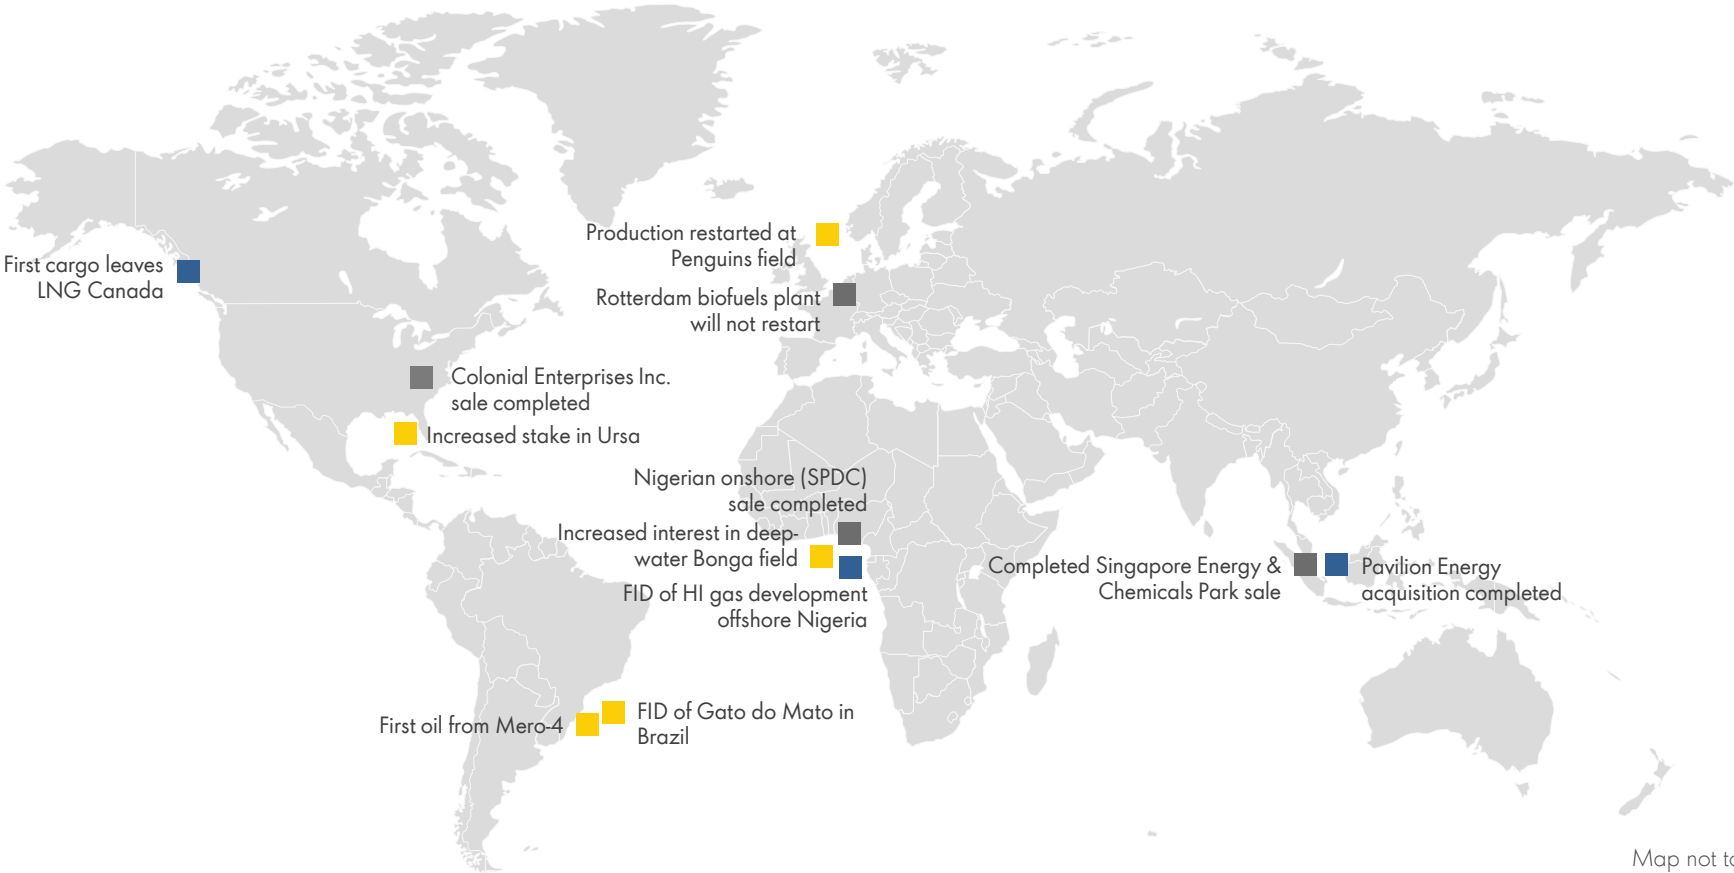 Production restarted at
Penguins field
First cargo leaves
LNG Canada
Rotterdam biofuels plant
will not restart
Colonial Enterprises Inc.
sale completed
Increased stake in Ursa
Nigerian onshore (SPDC)
sale completed
Increased interest in deep-
water Bonga field
FID of HI gas development
offshore Nigeria
Completed Singapore Energy &
Chemicals Park sale
Pavilion Energy
acquisition completed
First oil from Mero-4
FID of Gato do Mato in
Brazil
Map not to